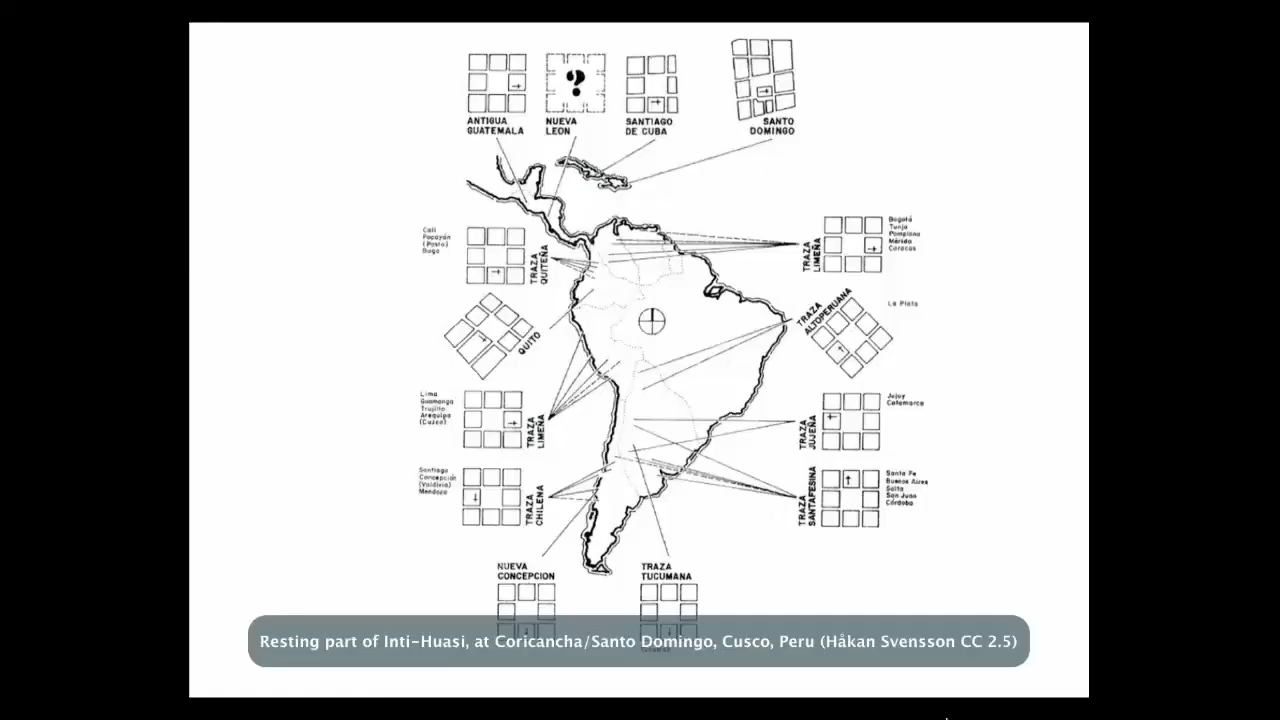 ANTIGUA
GUATEMALA
NUEVA
LEON
?
SANTIAGO
DE CUBA
SANTO
DOMINGO
Cali
Popayán
(Pasto)
Buga
TRAZA
QUITEÑA
TRAZA
LIMEÑA
Bogotá
Tunja
Pamplona
Mérida
Caracas
QUITO
TRAZA
ALTOPERUANA
La Plata
Lima
Guamanga
Trujillo
Arequipa
(Cuzco)
TRAZA
LIMEÑA
TRAZA
JUJEÑA
Jujuy
Catamarca
Santiago
Concepción
(Valdivia)
Mendoza
TRAZA
CHILENA
TRAZA
SANTAFESINA
Santa Fe
Buenos Aires
Salta
San Juan
Córdoba
NUEVA
CONCEPCION
TRAZA
TUCUMANA
Resting part of Inti-Huasi, at Coricancha/Santo Domingo, Cusco, Peru (Håkan Svensson CC 2.5)